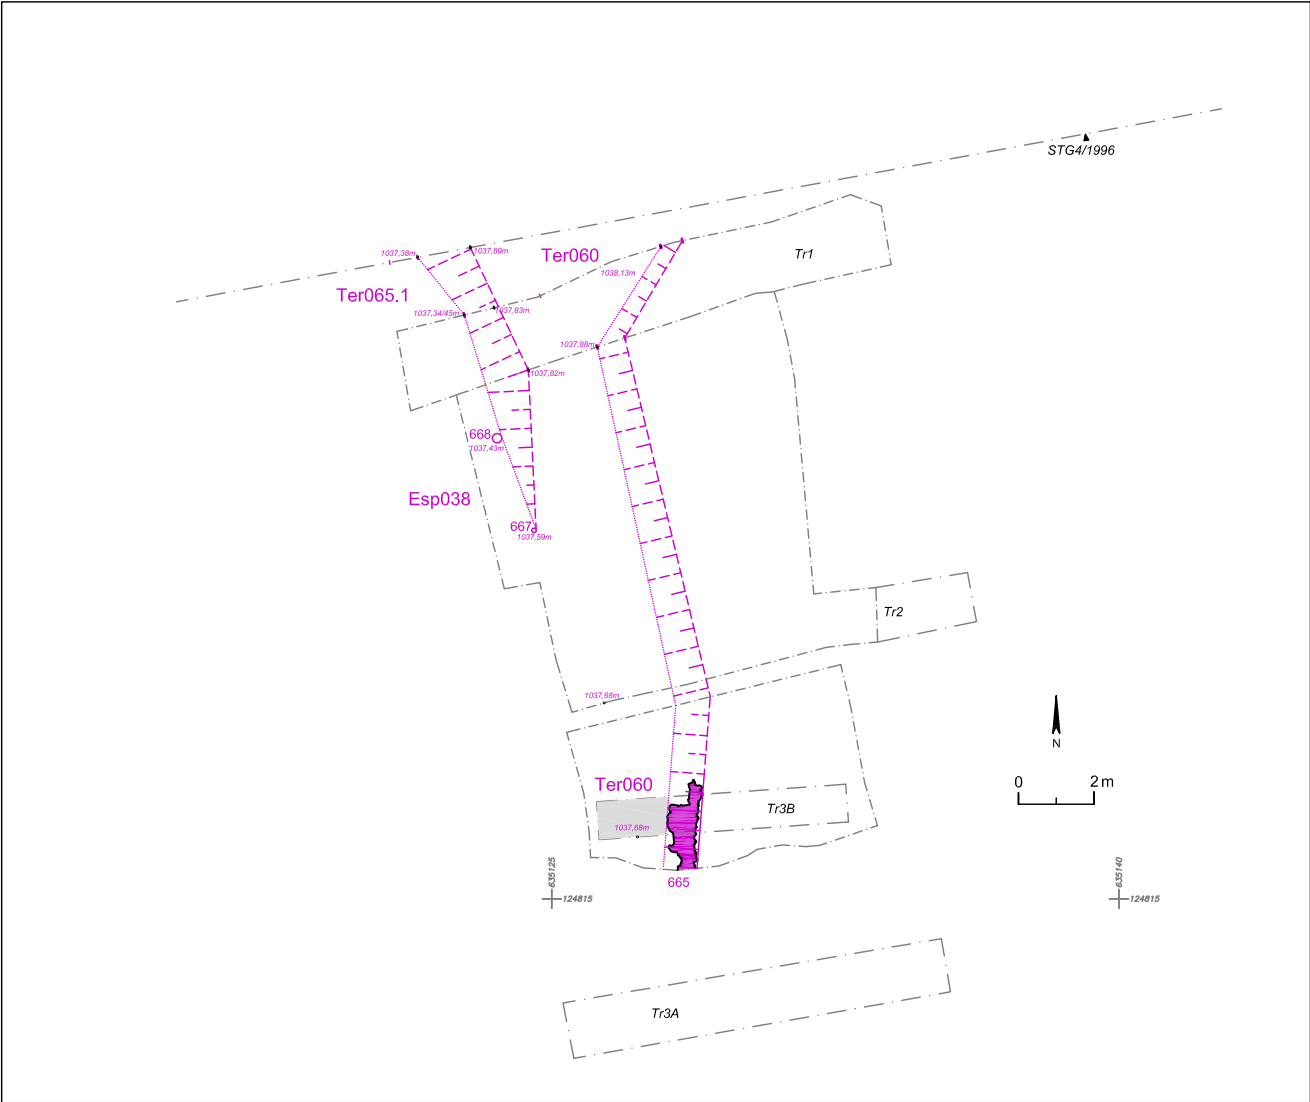 STG4/1996
1037,38m
1037,89m
Ter060
Tr1
1038,13m
Ter065.1
1037,34/45m
1037,83m
1037,88m
1037,82m
668
1037,43m
Esp038
667
1037,59m
Tr2
1037,68m
N
0 2 m
Ter060
Tr3B
1037,68m
665
635125
124815
635140
124815
Tr3A